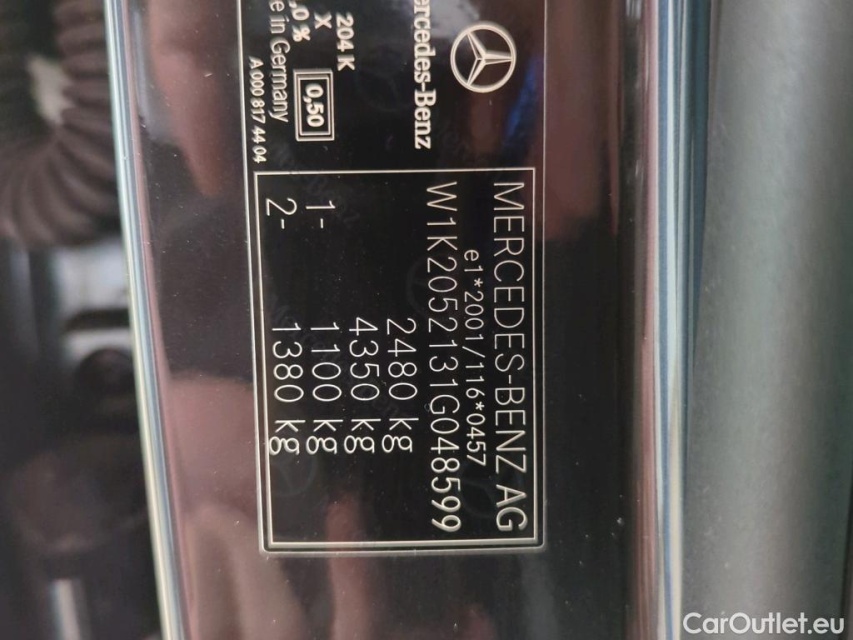 Mercedes-Benz
204 K
X
,0 %
0,50
e in Germany
A 000 817 44 04
MERCEDES-BENZ AG
e1*2001/116*0457
W1K2052131G048599
2480 kg
4350 kg
1- 1100 kg
2- 1380 kg
CarOutlet.eu